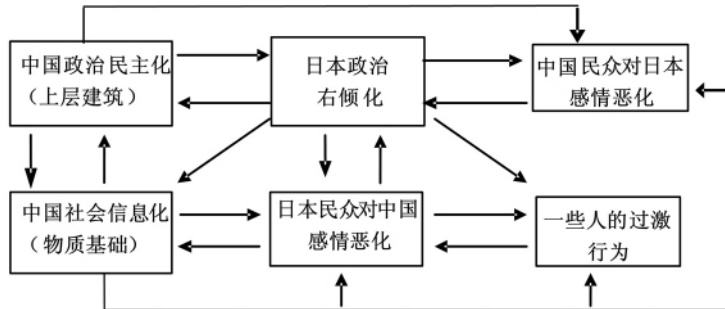 中国政治民主化
（上层建筑）
日本政治
右倾化
中国民众对日本
感情恶化
中国社会信息化
（物质基础）
日本民众对中国
感情恶化
一些人的过激
行为